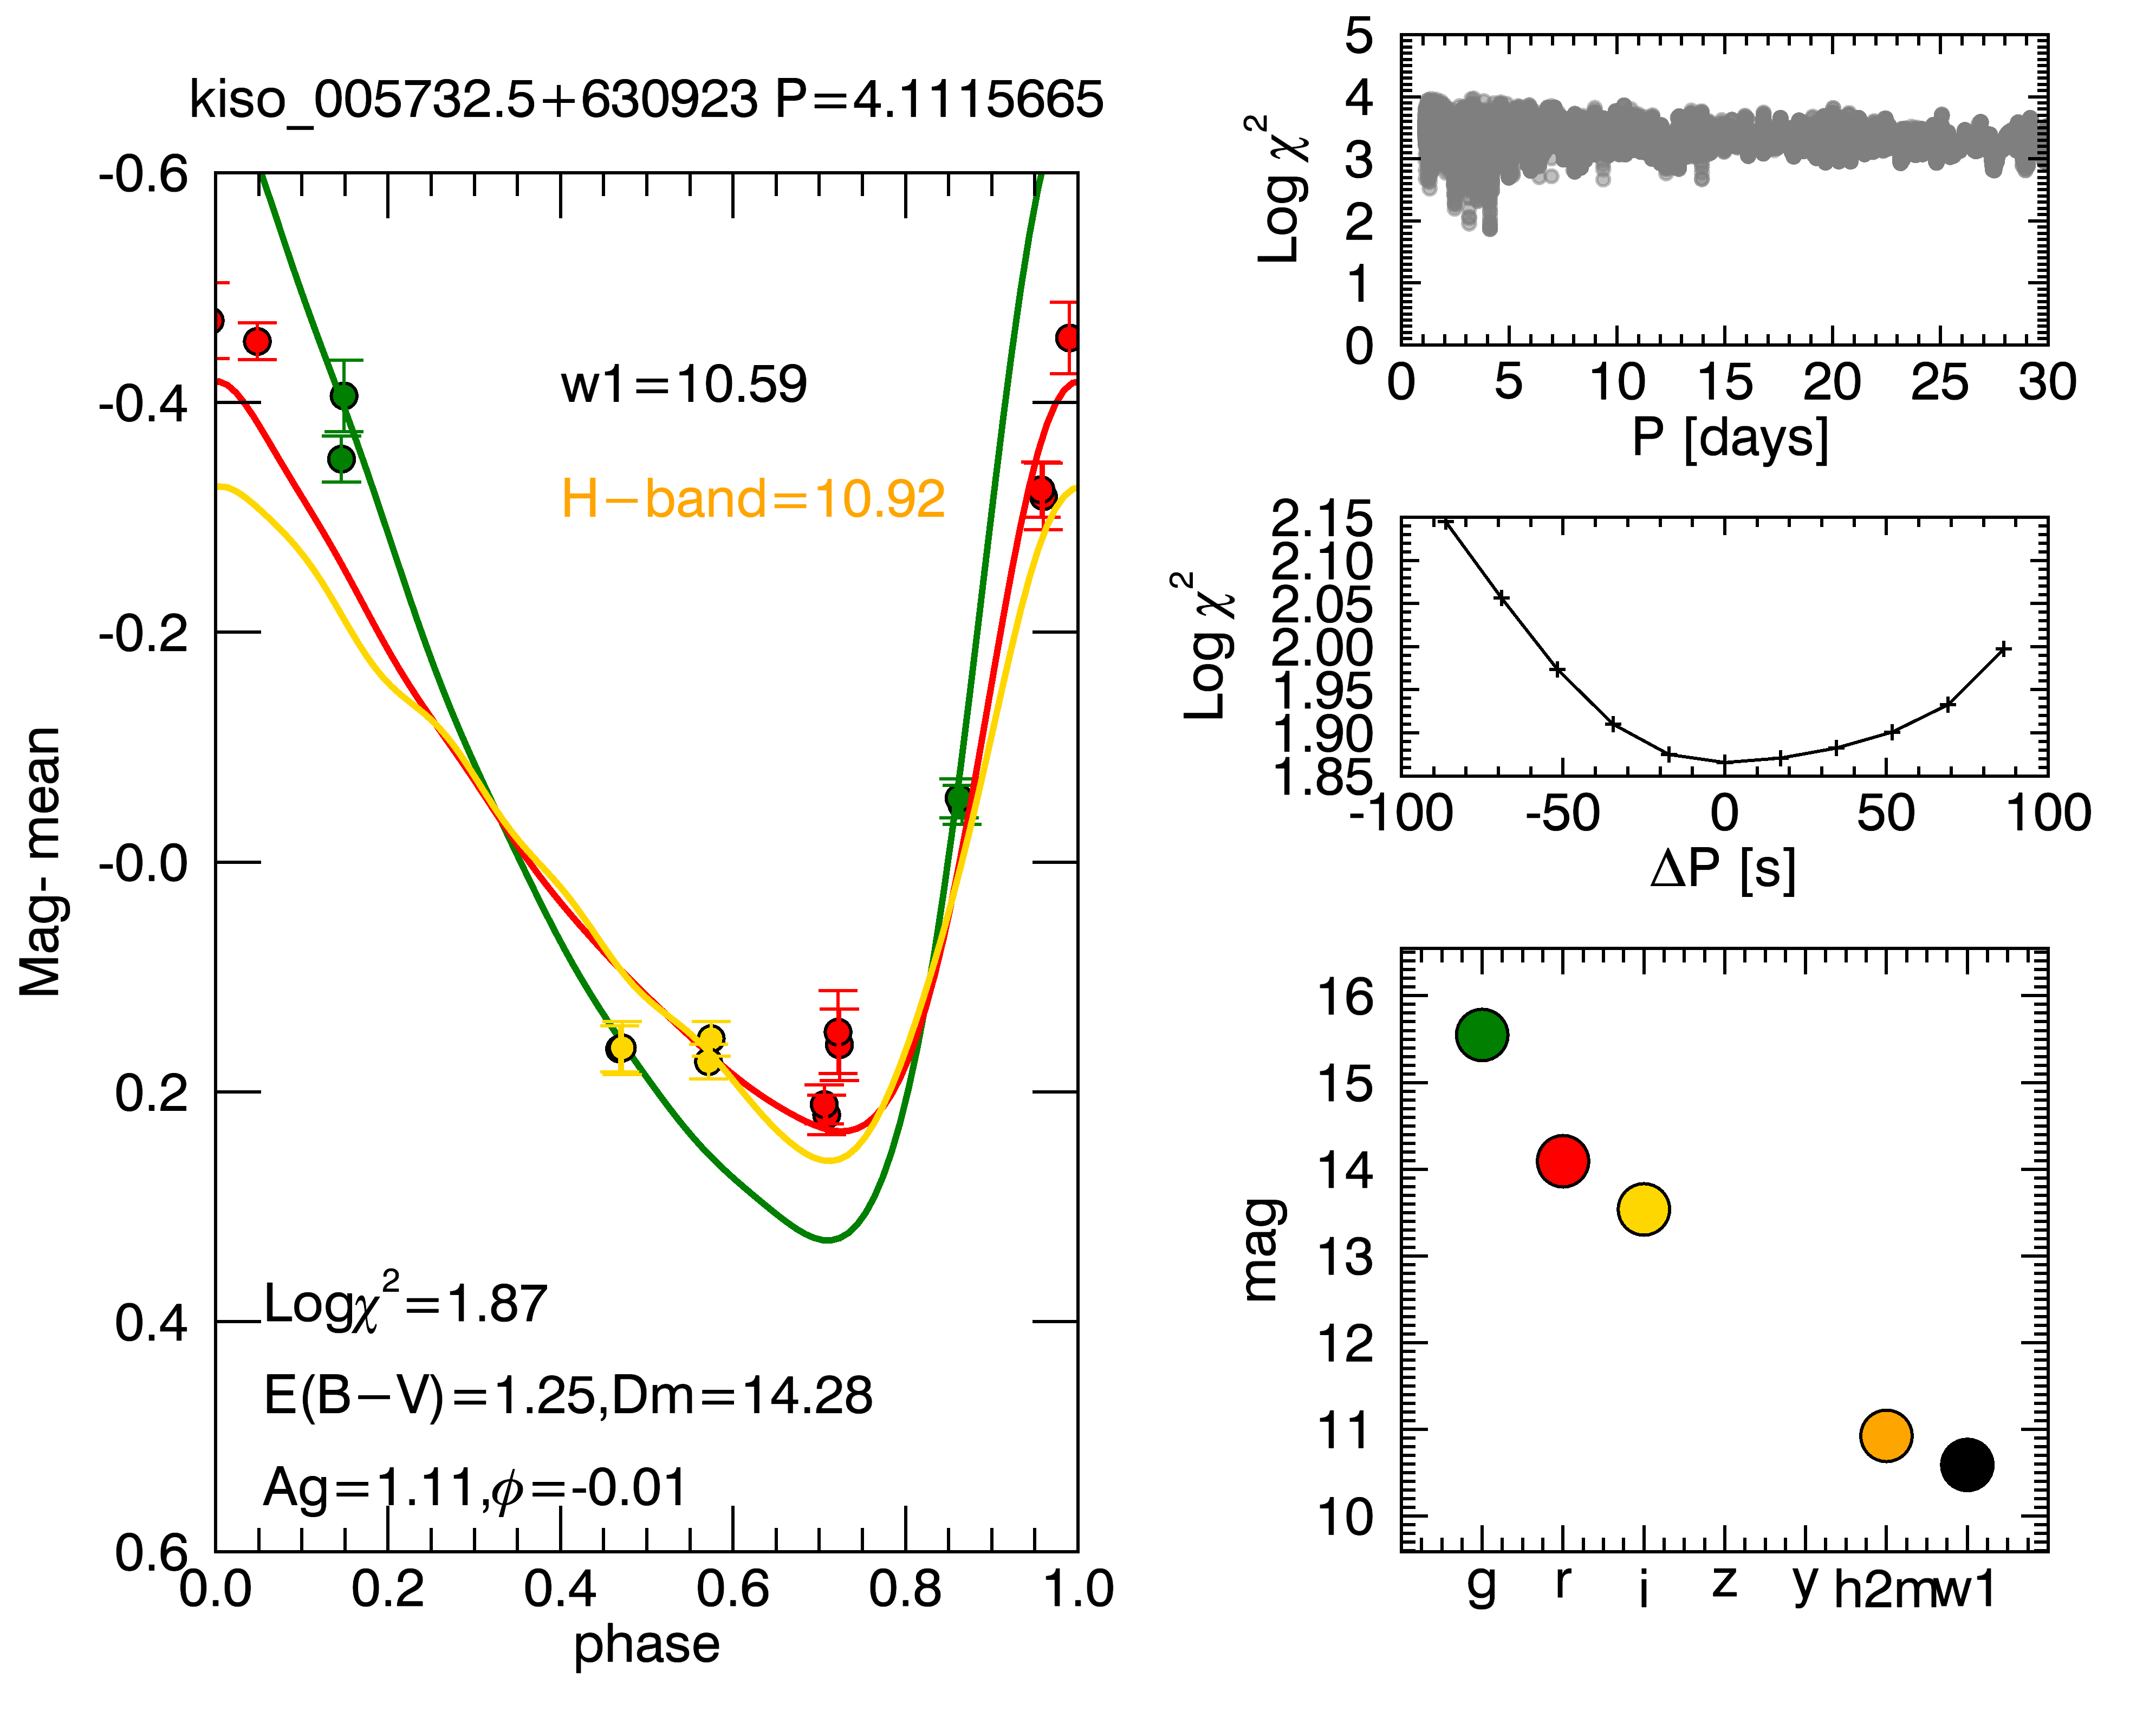 kiso_005732.5+630923 P=4.1115665
-0.6
-0.4
-0.2
-0.0
0.2
0.4
0.6
Mag- mean
w1=10.59
H−band=10.92
Logχ²=1.87
E(B−V)=1.25,Dm=14.28
Ag=1.11,ϕ=-0.01
0.0 0.2 0.4 0.6 0.8 1.0
phase
5
4
3
2
1
0
Log χ²
0 5 10 15 20 25 30
P [days]
2.15
2.10
2.05
2.00
1.95
1.90
1.85
Log χ²
-100 -50 0 50 100
ΔP [s]
16
15
14
13
12
11
10
mag
g r i z y h2m w1